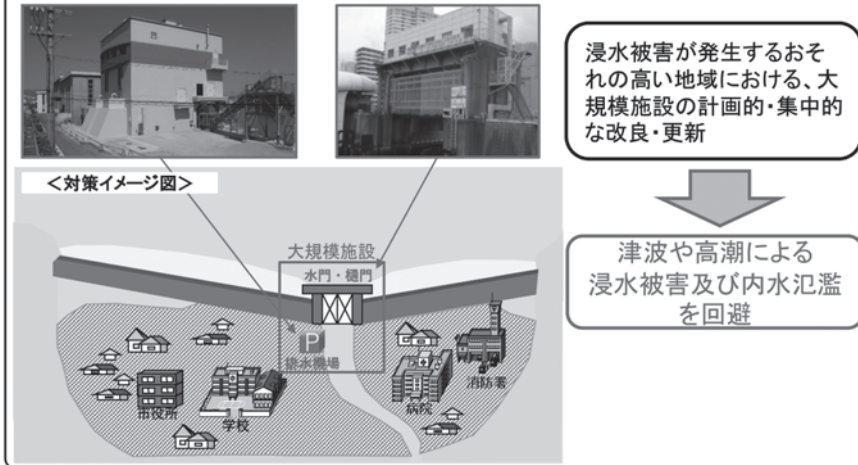 浸水被害が発生するおそ
れの高い地域における、大
規模施設の計画的・集中的
な改良・更新
<対策イメージ図>
大規模施設
水門・樋門
P
排水機場
市役所
学校
病院
消防署
津波や高潮による
浸水被害及び内水氾濫
を回避